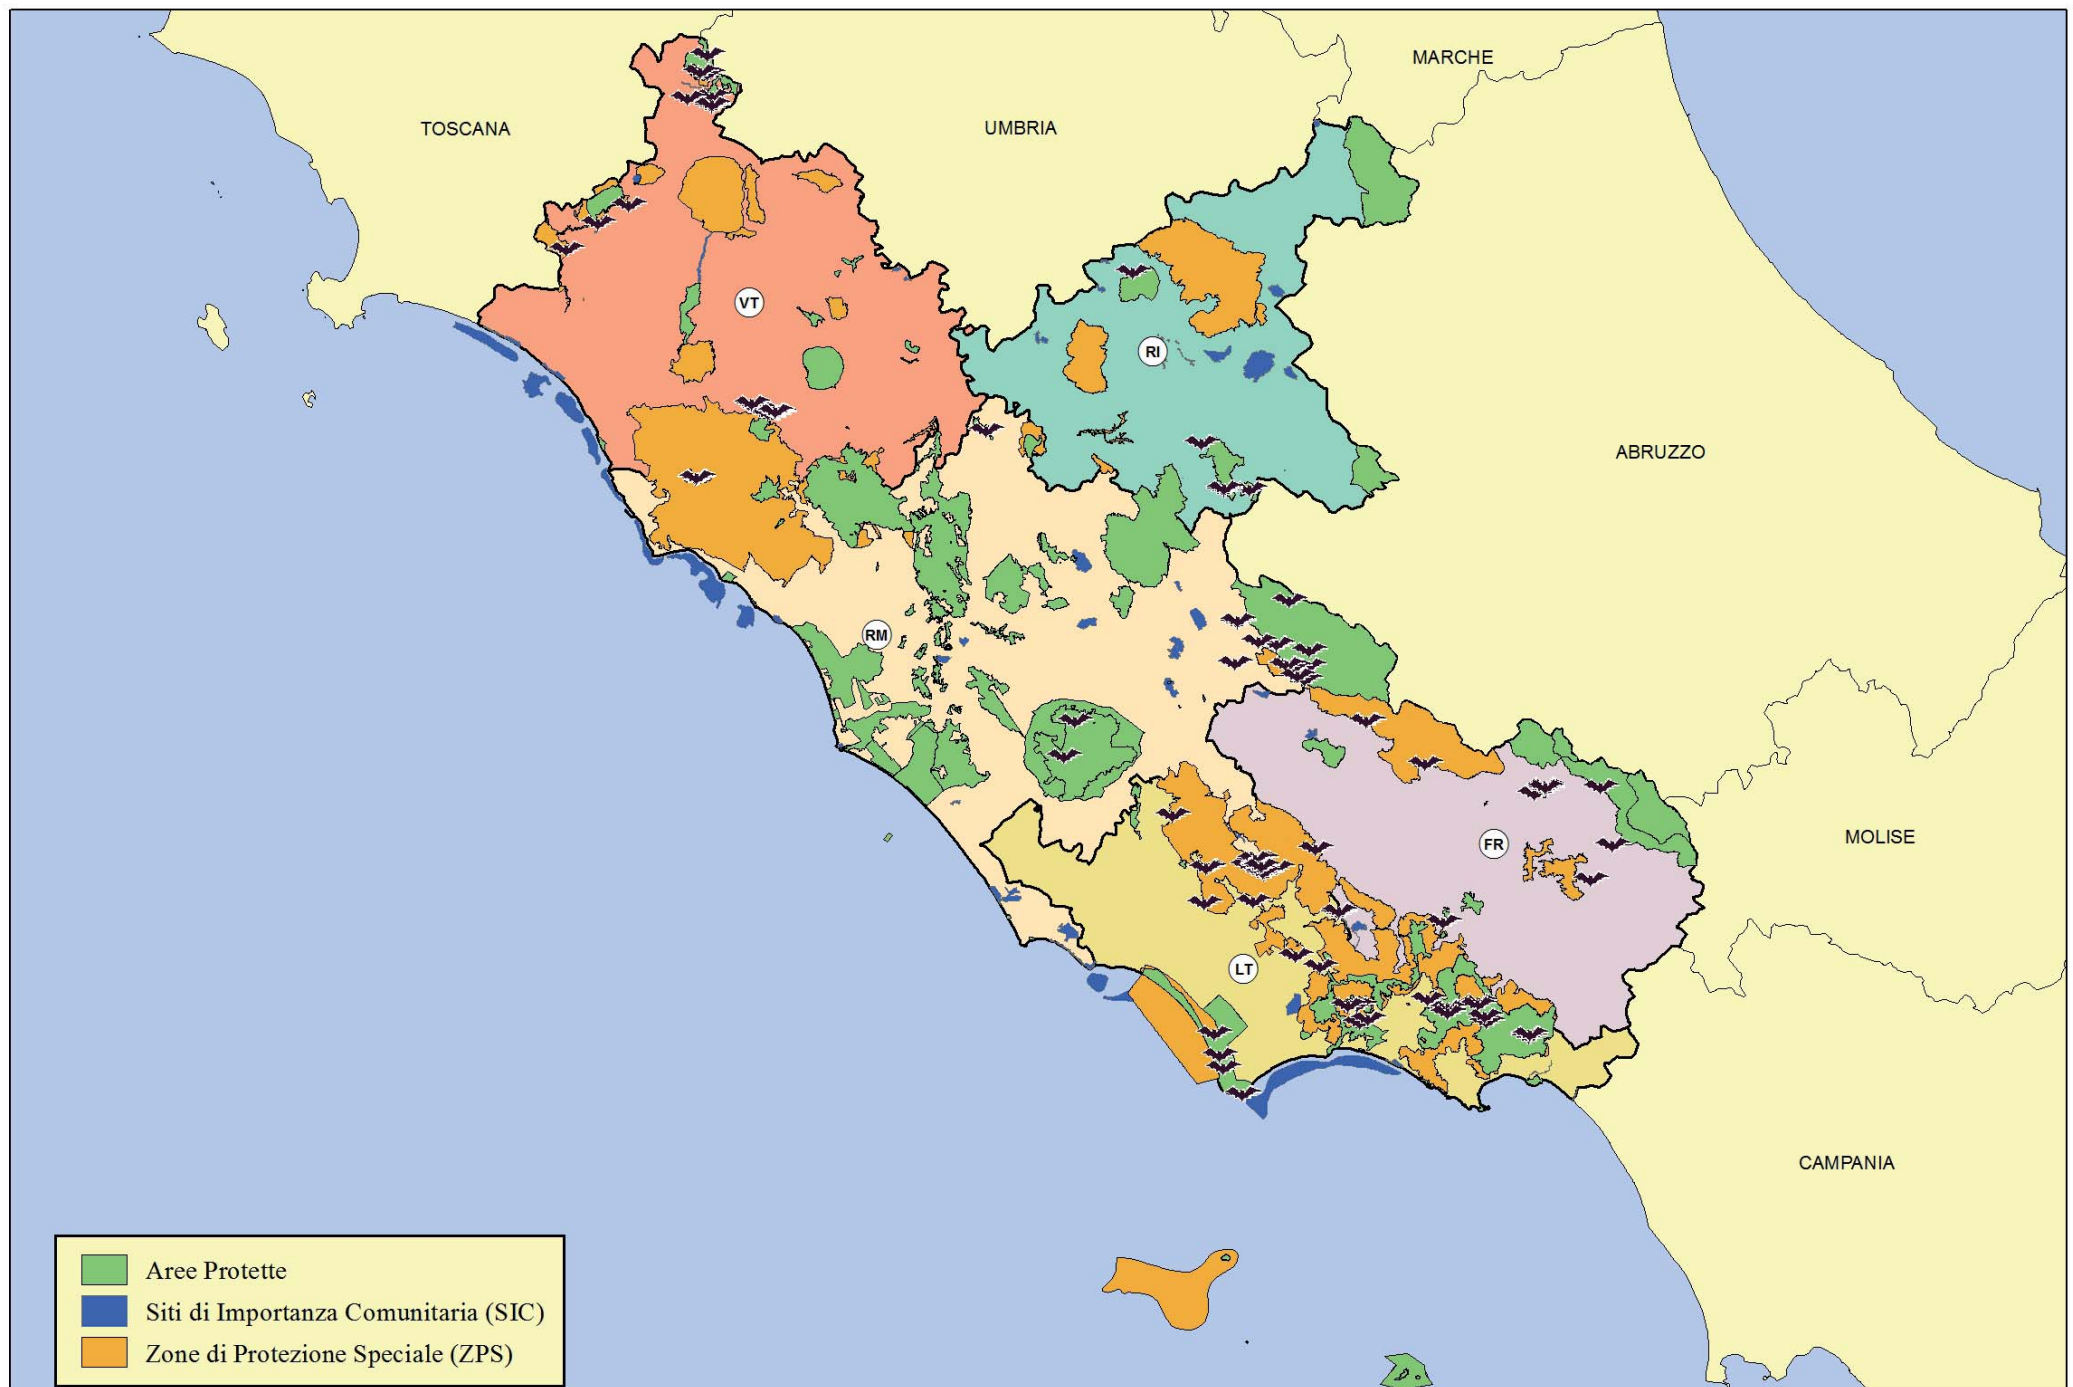 MARCHE
TOSCANA
UMBRIA
VT
RI
ABRUZZO
RM
MOLISE
FR
LT
CAMPANIA
Aree Protette
Siti di Importanza Comunitaria (SIC)
Zone di Protezione Speciale (ZPS)